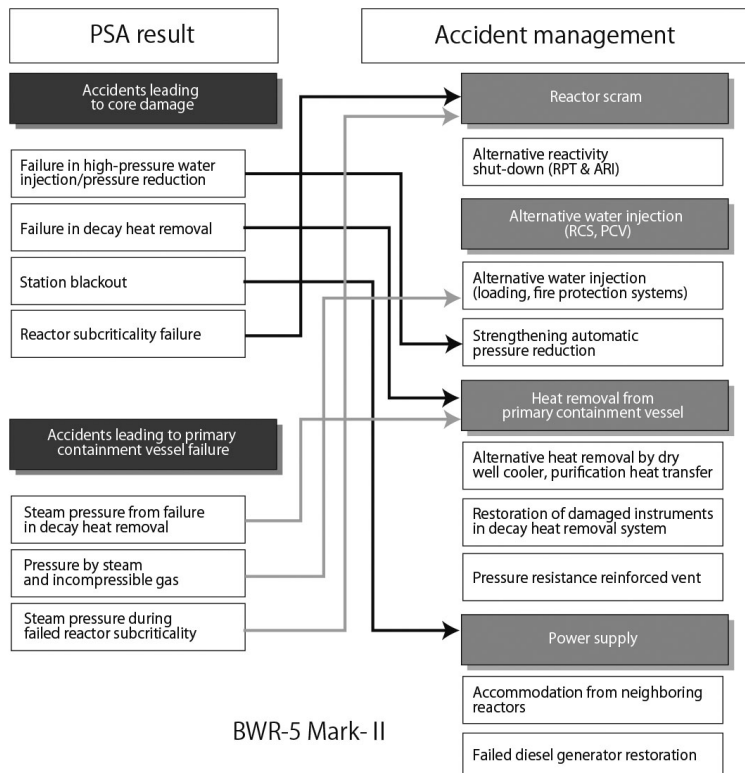 PSA result
Accidents leading
to core damage
Failure in high-pressure water
injection/pressure reduction
Failure in decay heat removal
Station blackout
Reactor subcriticality failure
Accidents leading to primary
containment vessel failure
Steam pressure from failure
in decay heat removal
Pressure by steam
and incompressible gas
Steam pressure during
failed reactor subcriticality
Accident management
Reactor scram
Alternative reactivity
shut-down (RPT & ARI)
Alternative water injection
(RCS, PCV)
Alternative water injection
(loading, fire protection systems)
Strengthening automatic
pressure reduction
Heat removal from
primary containment vessel
Alternative heat removal by dry
well cooler, purification heat transfer
Restoration of damaged instruments
in decay heat removal system
Pressure resistance reinforced vent
Power supply
Accommodation from neighboring
reactors
Failed diesel generator restoration
BWR-5 Mark- II